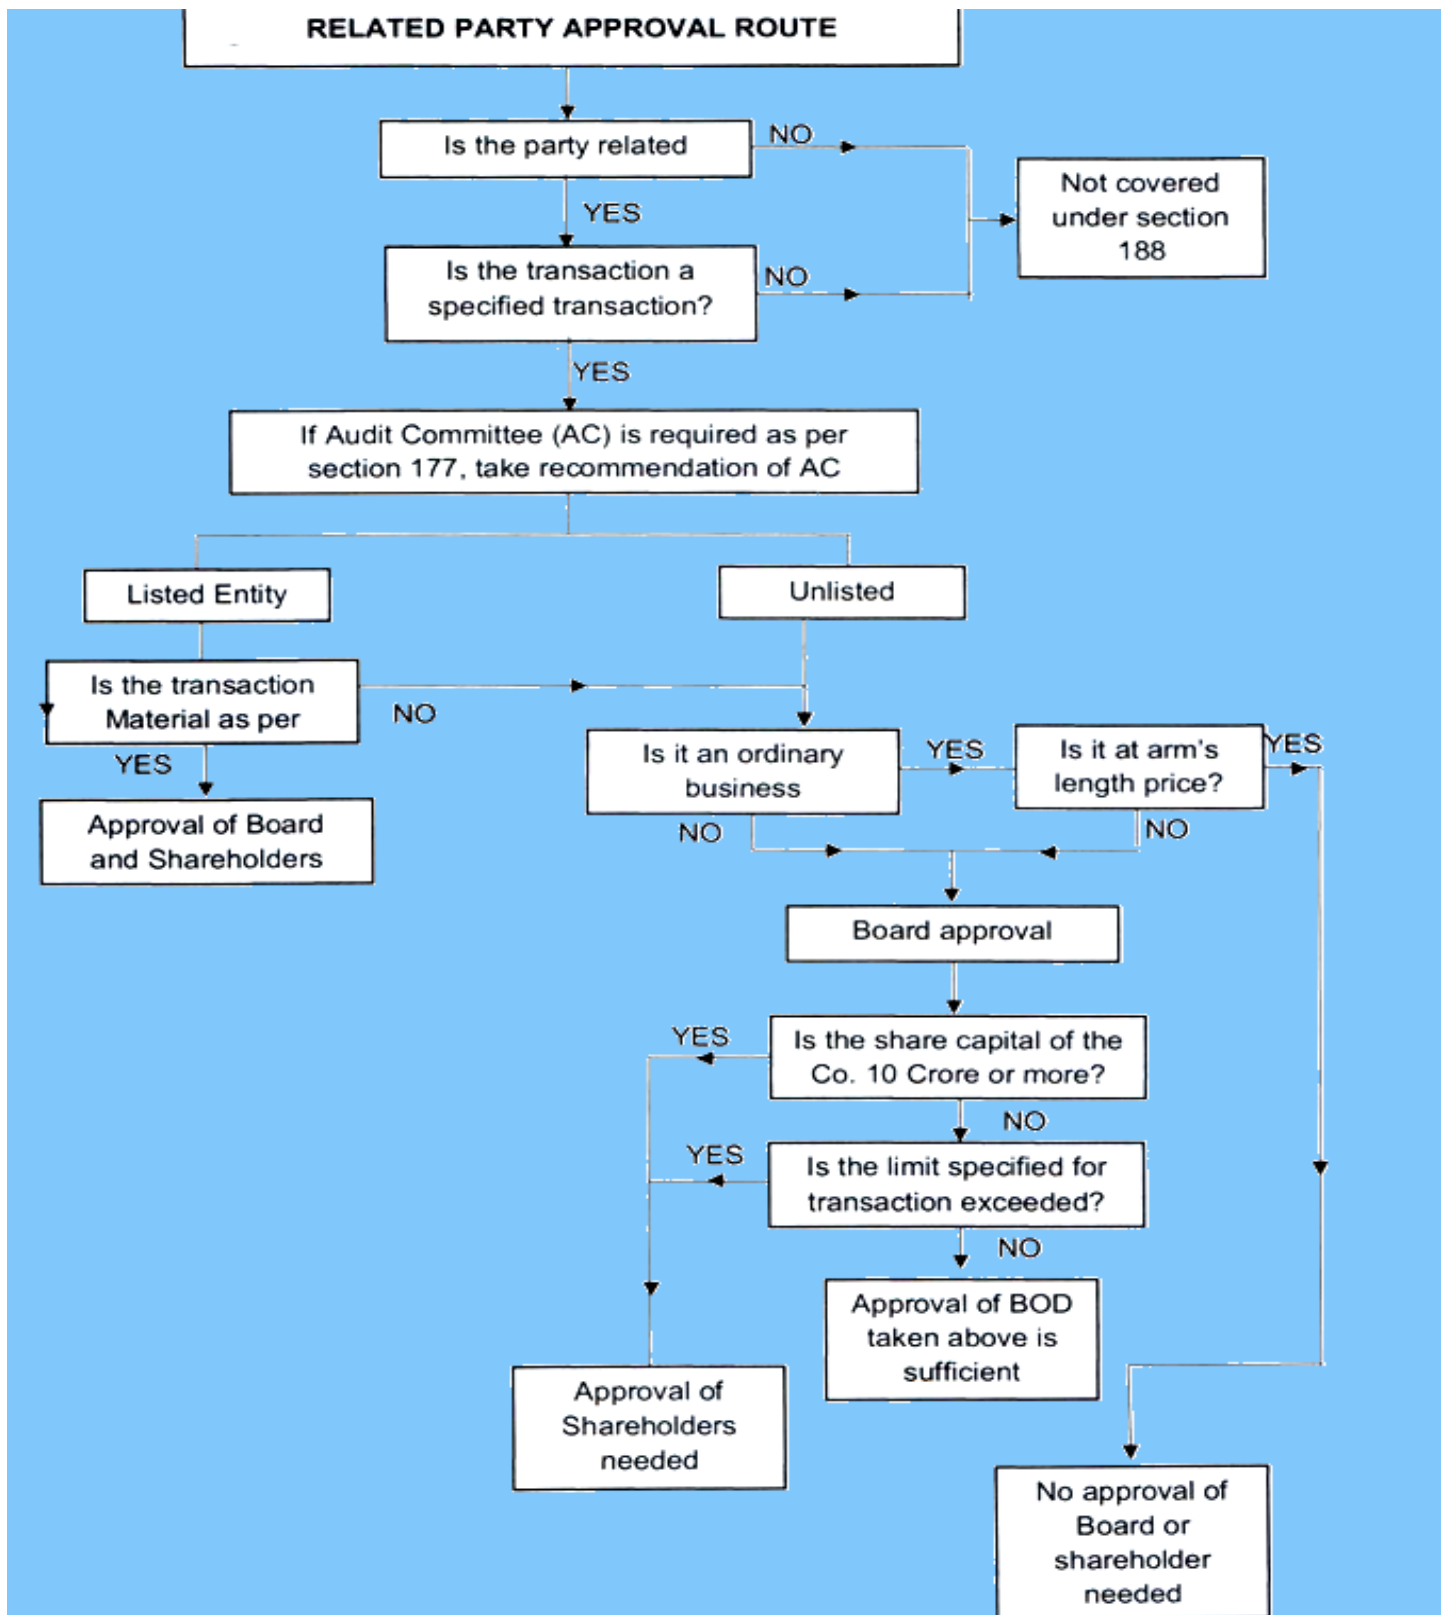 RELATED PARTY APPROVAL ROUTE
Is the party related
NO
Not covered
under section
188
YES
Is the transaction a
specified transaction?
NO
YES
If Audit Committee (AC) is required as per
section 177, take recommendation of AC
Listed Entity
Unlisted
Is the transaction
Material as per
NO
YES
Approval of Board
and Shareholders
Is it an ordinary
business
YES
Is it at arm's
length price?
YES
NO
NO
Board approval
Is the share capital of the
Co. 10 Crore or more?
YES
NO
Is the limit specified for
transaction exceeded?
YES
NO
Approval of BOD
taken above is
sufficient
Approval of
Shareholders
needed
No approval of
Board or
shareholder
needed